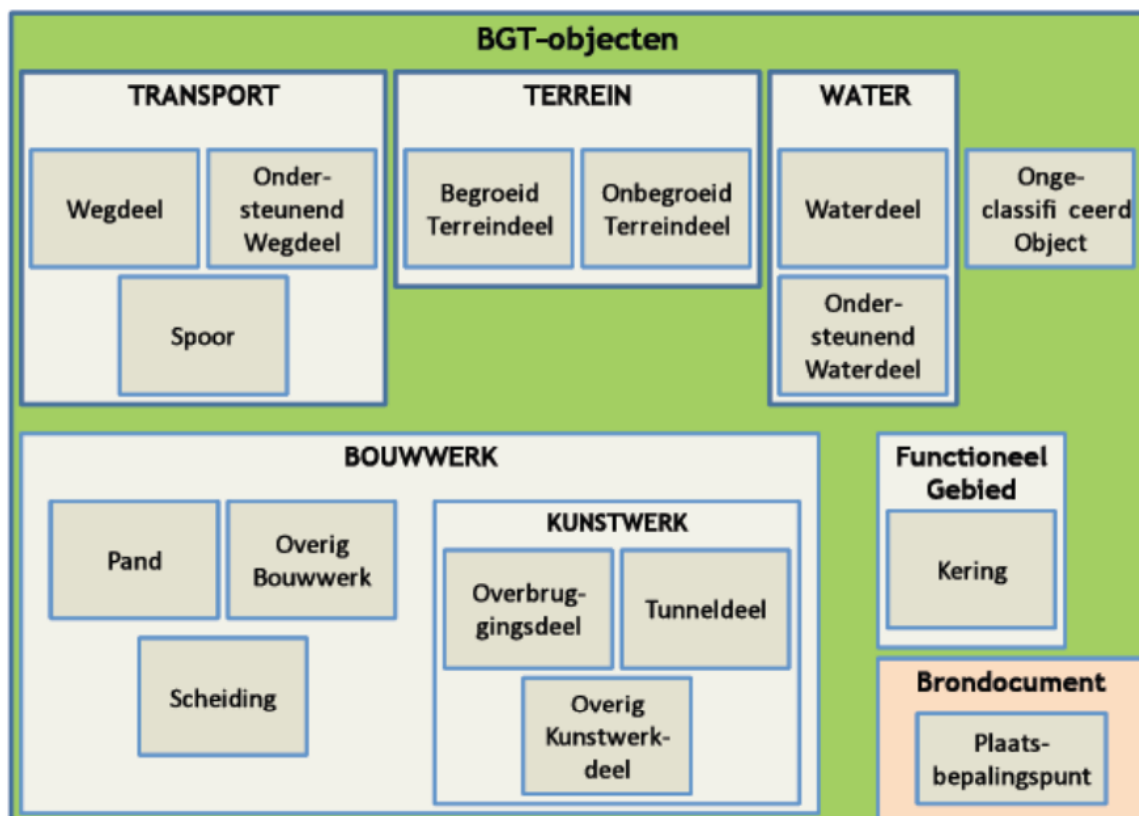 BGT-objecten
TRANSPORT
Wegdeel
Onder-
steunend
Wegdeel
Spoor
TERREIN
Begroeid
Terreindeel
Onbegroeid
Terreindeel
WATER
Waterdeel
Onder-
steunend
Waterdeel
Onge-
classifi ceerd
Object
BOUWWERK
Pand
Overig
Bouwwerk
Scheiding
KUNSTWERK
Overbrug-
gingsdeel
Tunneldeel
Overig
Kunstwerk-
deel
Functioneel
Gebied
Kering
Brondocument
Plaats-
bepalingspunt